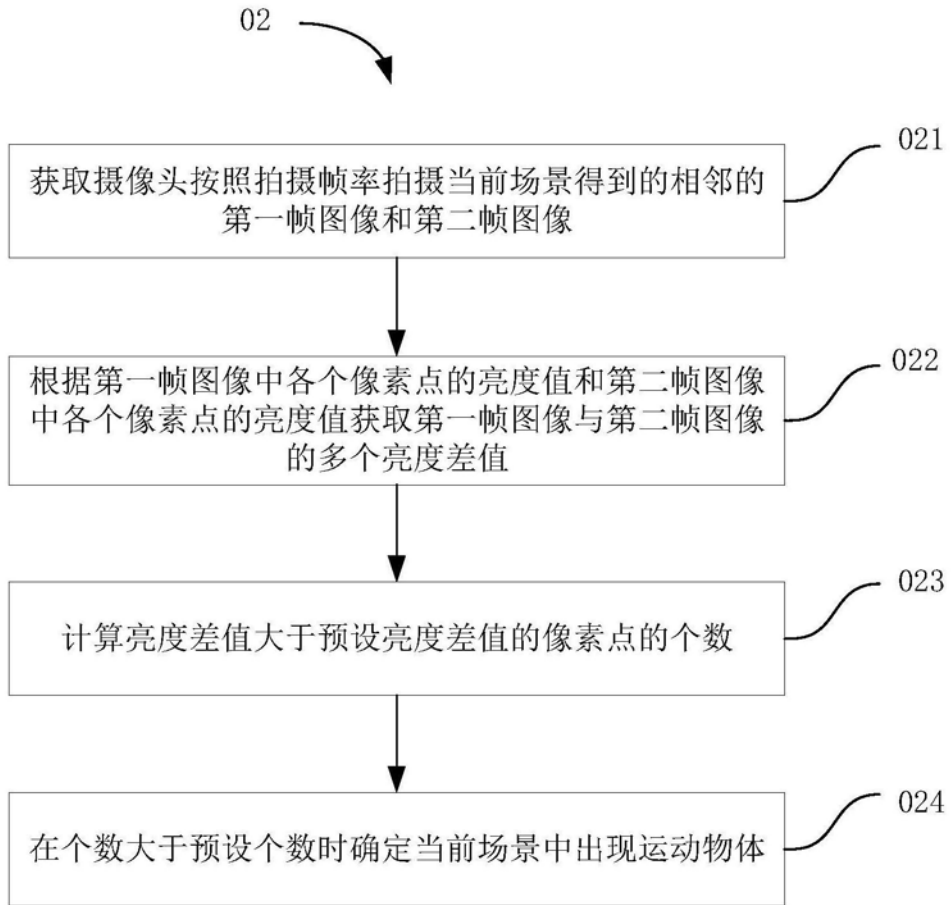 02
021
获取摄像头按照拍摄帧率拍摄当前场景得到的相邻的
第一帧图像和第二帧图像
022
根据第一帧图像中各个像素点的亮度值和第二帧图像
中各个像素点的亮度值获取第一帧图像与第二帧图像
的多个亮度差值
023
计算亮度差值大于预设亮度差值的像素点的个数
024
在个数大于预设个数时确定当前场景中出现运动物体